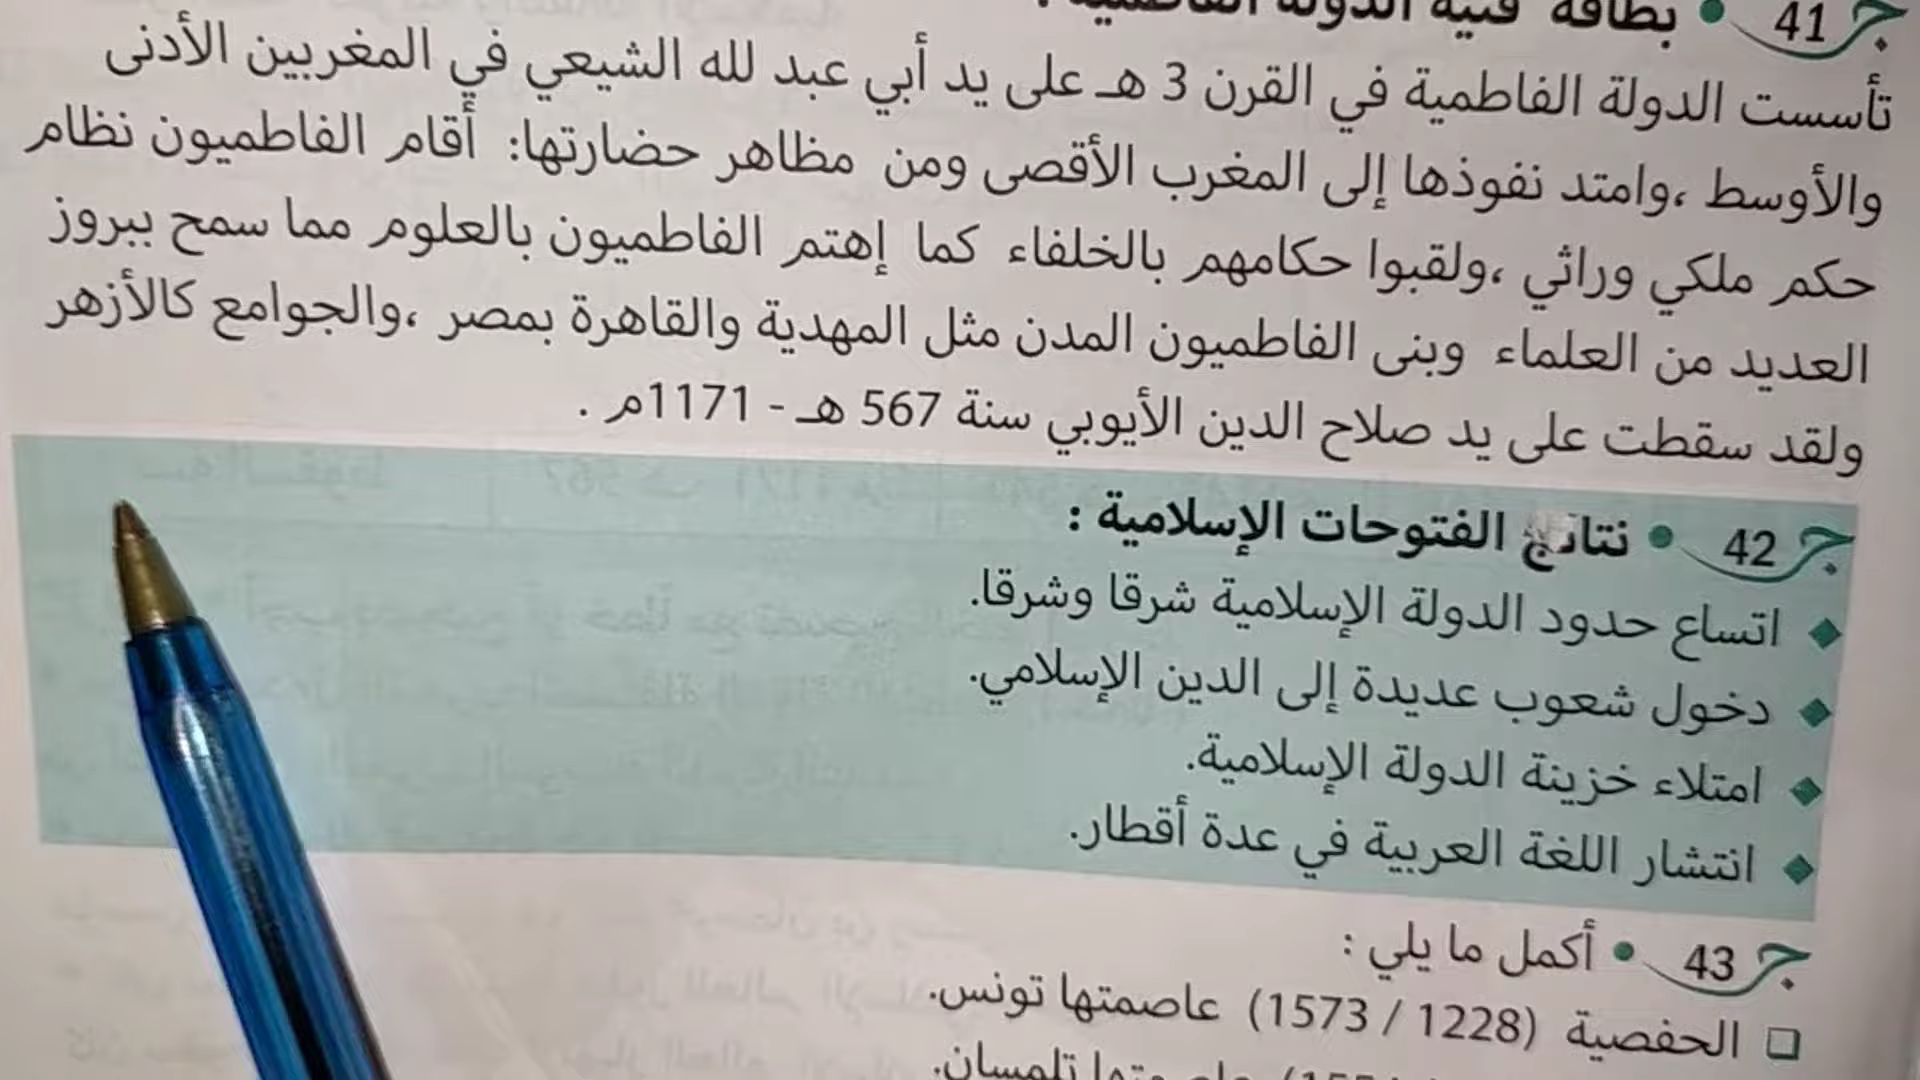 ج 41 • بطاقة فنية الدولة الفاطمية :
تأسست الدولة الفاطمية في القرن 3 هـ على يد أبي عبد لله الشيعي في المغربين الأدنى
والأوسط ،وامتد نفوذها إلى المغرب الأقصى ومن مظاهر حضارتها: أقام الفاطميون نظام
حكم ملكي وراثي ،ولقبوا حكامهم بالخلفاء كما إهتم الفاطميون بالعلوم مما سمح ببروز
العديد من العلماء وبنى الفاطميون المدن مثل المهدية والقاهرة بمصر ،والجوامع كالأزهر
ولقد سقطت على يد صلاح الدين الأيوبي سنة 567 هـ - 1171م .
ج 42 • نتائج الفتوحات الإسلامية :
◆ اتساع حدود الدولة الإسلامية شرقا وشرقا.
◆ دخول شعوب عديدة إلى الدين الإسلامي.
◆ امتلاء خزينة الدولة الإسلامية.
◆ انتشار اللغة العربية في عدة أقطار.
ج 43 • أكمل ما يلي :
❑ الحفصية (1228 / 1573) عاصمتها تونس.
عاصمتها تلمسان.